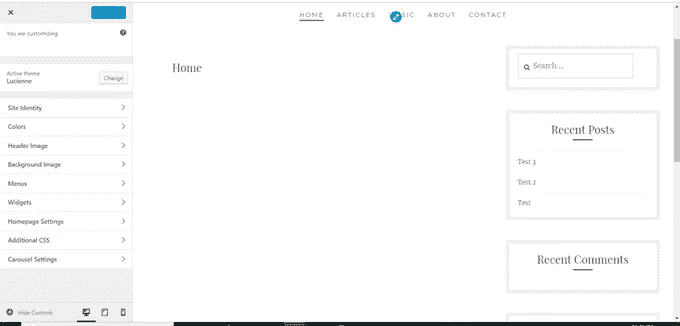 HOME ARTICLES ABOUT CONTACT
You are customizing
Active theme
Lucienne
Change
Site Identity
Colors
Header Image
Background Image
Menus
Widgets
Homepage Settings
Additional CSS
Carousel Settings
Hide Controls
Home
Search ...
Recent Posts
Test 3
Test 2
Test
Recent Comments